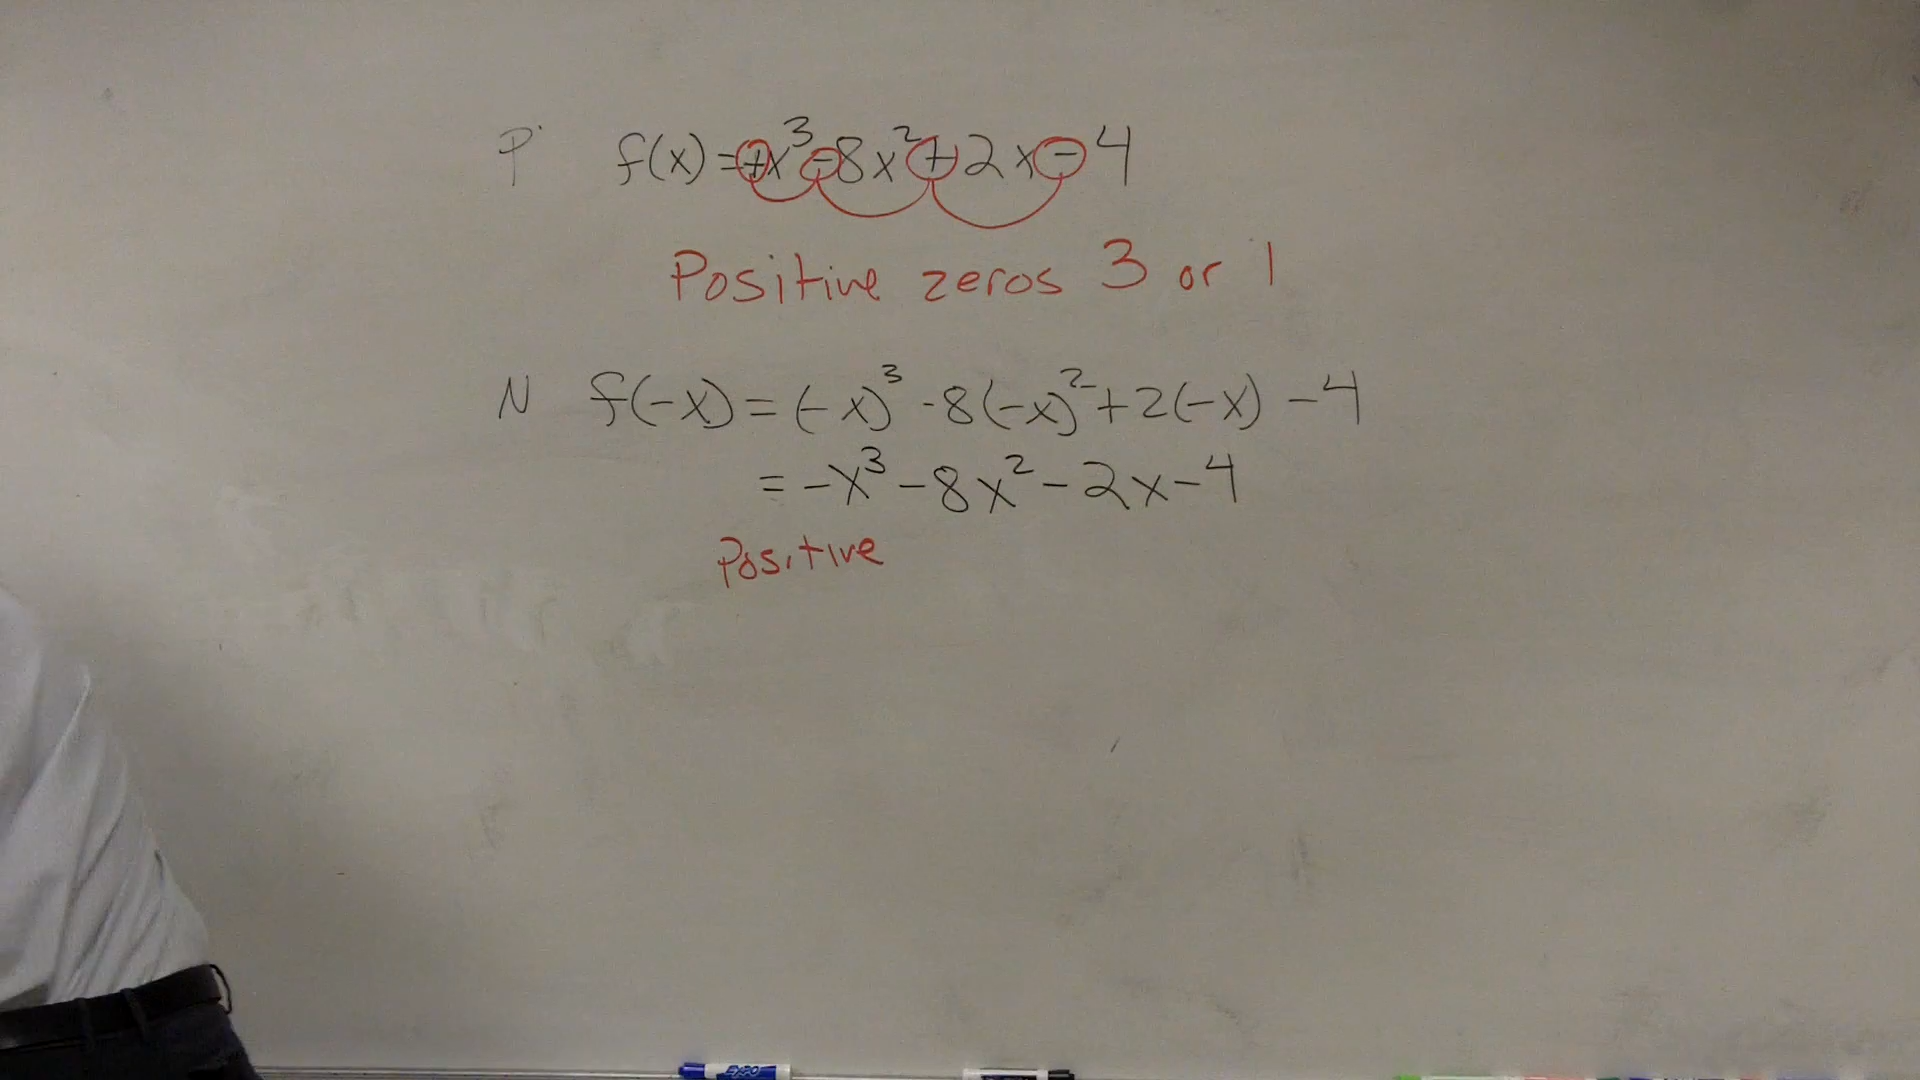 P f(x)=+x³-8x²+2x-4
Positive zeros 3 or 1
N f(-x)=(-x)³-8(-x)²+2(-x)-4
=-x³-8x²-2x-4
Positive
EXPO